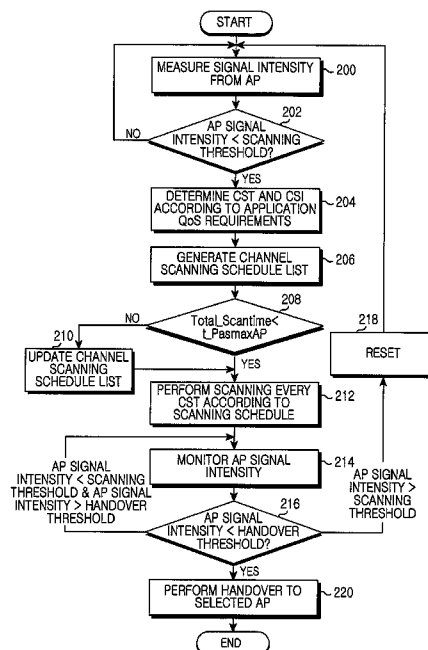 START
MEASURE SIGNAL INTENSITY
FROM AP
200
202
AP SIGNAL
INTENSITY < SCANNING
THRESHOLD?
NO
YES
DETERMINE CST AND CSI
ACCORDING TO APPLICATION
QoS REQUIREMENTS
204
GENERATE CHANNEL
SCANNING SCHEDULE LIST
206
208
Total_Scantime<
t_PasmaxAP
NO
YES
210
UPDATE CHANNEL
SCANNING
SCHEDULE LIST
218
RESET
PERFORM SCANNING EVERY
CST ACCORDING TO
SCANNING SCHEDULE
212
MONITOR AP SIGNAL
INTENSITY
214
AP SIGNAL
INTENSITY < SCANNING
THRESHOLD & AP SIGNAL
INTENSITY > HANDOVER
THRESHOLD
216
AP SIGNAL
INTENSITY < HANDOVER
THRESHOLD?
AP SIGNAL
INTENSITY >
SCANNING
THRESHOLD
YES
PERFORM HANDOVER TO
SELECTED AP
220
END